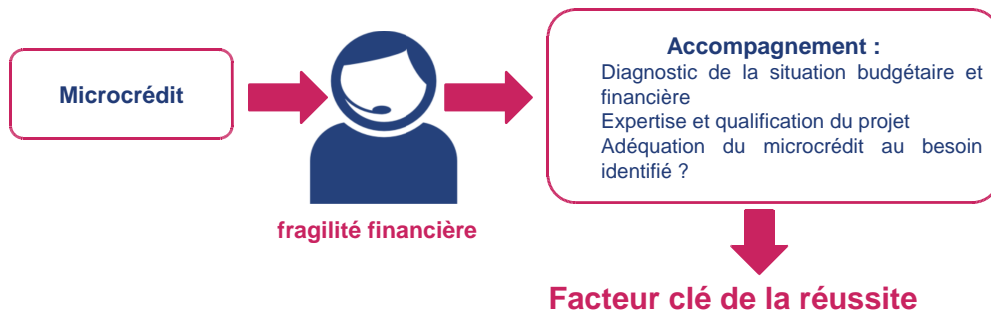 Microcrédit
fragilité financière
Accompagnement :
Diagnostic de la situation budgétaire et
financière
Expertise et qualification du projet
Adéquation du microcrédit au besoin
identifié ?
Facteur clé de la réussite